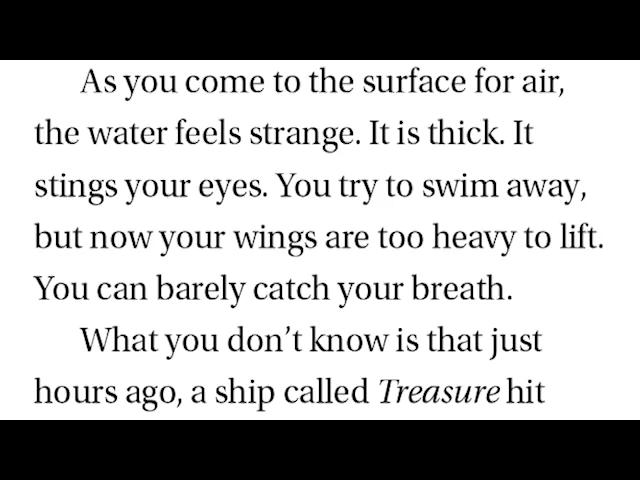 As you come to the surface for air,
the water feels strange. It is thick. It
stings your eyes. You try to swim away,
but now your wings are too heavy to lift.
You can barely catch your breath.
What you don’t know is that just
hours ago, a ship called Treasure hit